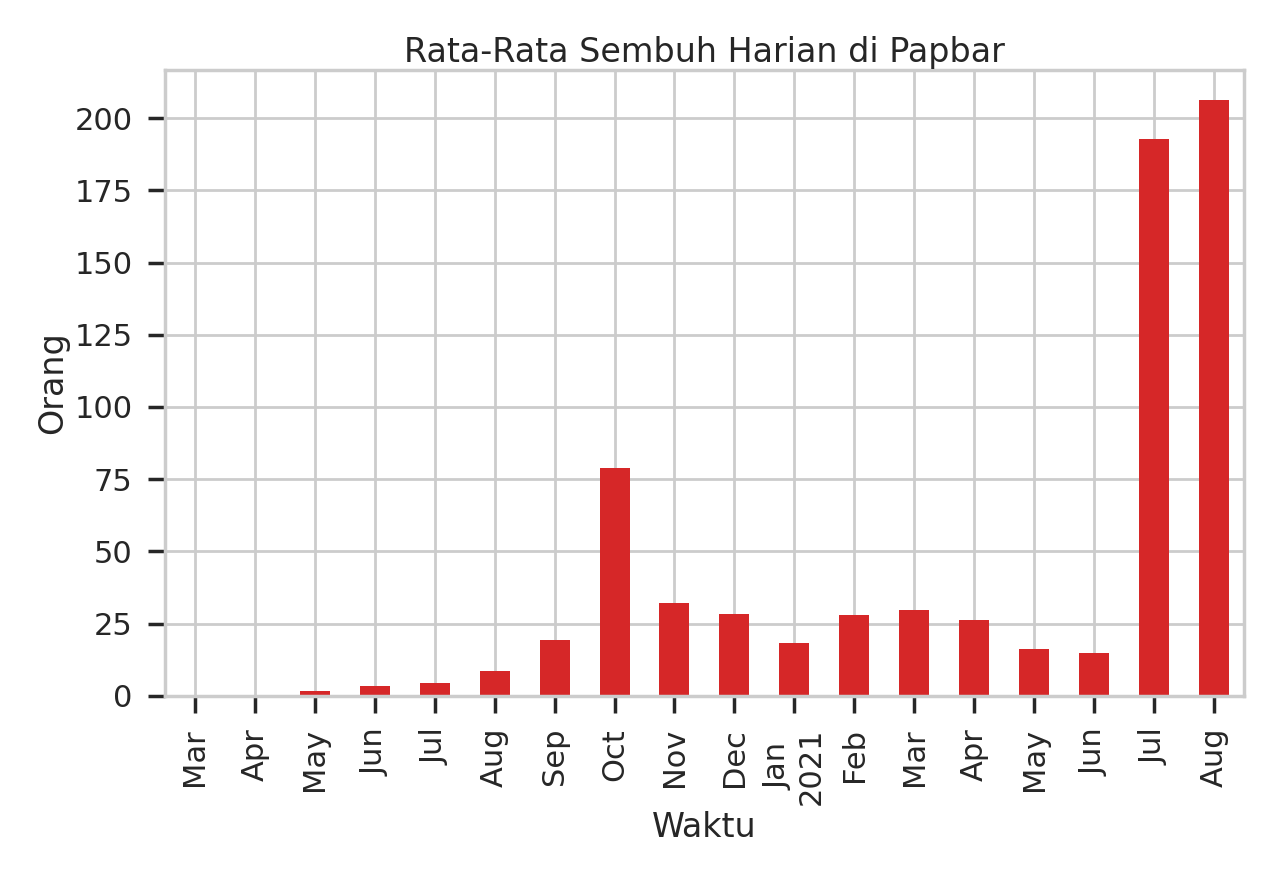 Rata-Rata Sembuh Harian di Papbar
Orang
200
175
150
125
100
75
50
25
0
Mar
Apr
May
Jun
Jul
Aug
Sep
Oct
Nov
Dec
Jan
2021
Feb
Mar
Apr
May
Jun
Jul
Aug
Waktu